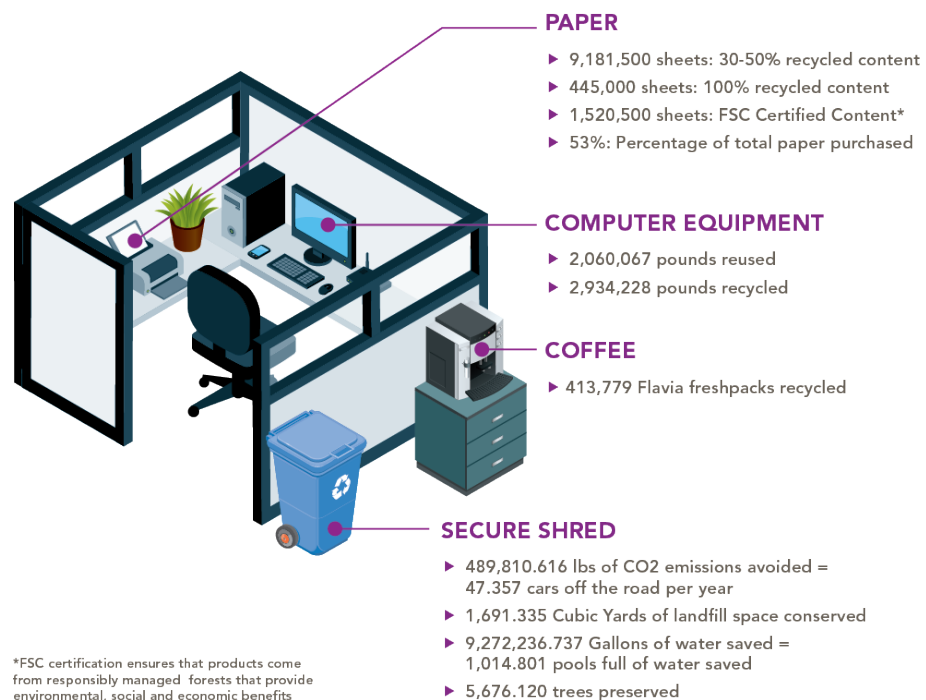 PAPER
9,181,500 sheets: 30-50% recycled content
445,000 sheets: 100% recycled content
1,520,500 sheets: FSC Certified Content*
53%: Percentage of total paper purchased
COMPUTER EQUIPMENT
2,060,067 pounds reused
2,934,228 pounds recycled
COFFEE
413,779 Flavia freshpacks recycled
SECURE SHRED
489,810.616 lbs of CO2 emissions avoided =
47.357 cars off the road per year
1,691.335 Cubic Yards of landfill space conserved
9,272,236.737 Gallons of water saved =
1,014.801 pools full of water saved
5,676.120 trees preserved
*FSC certification ensures that products come
from responsibly managed forests that provide
environmental, social and economic benefits